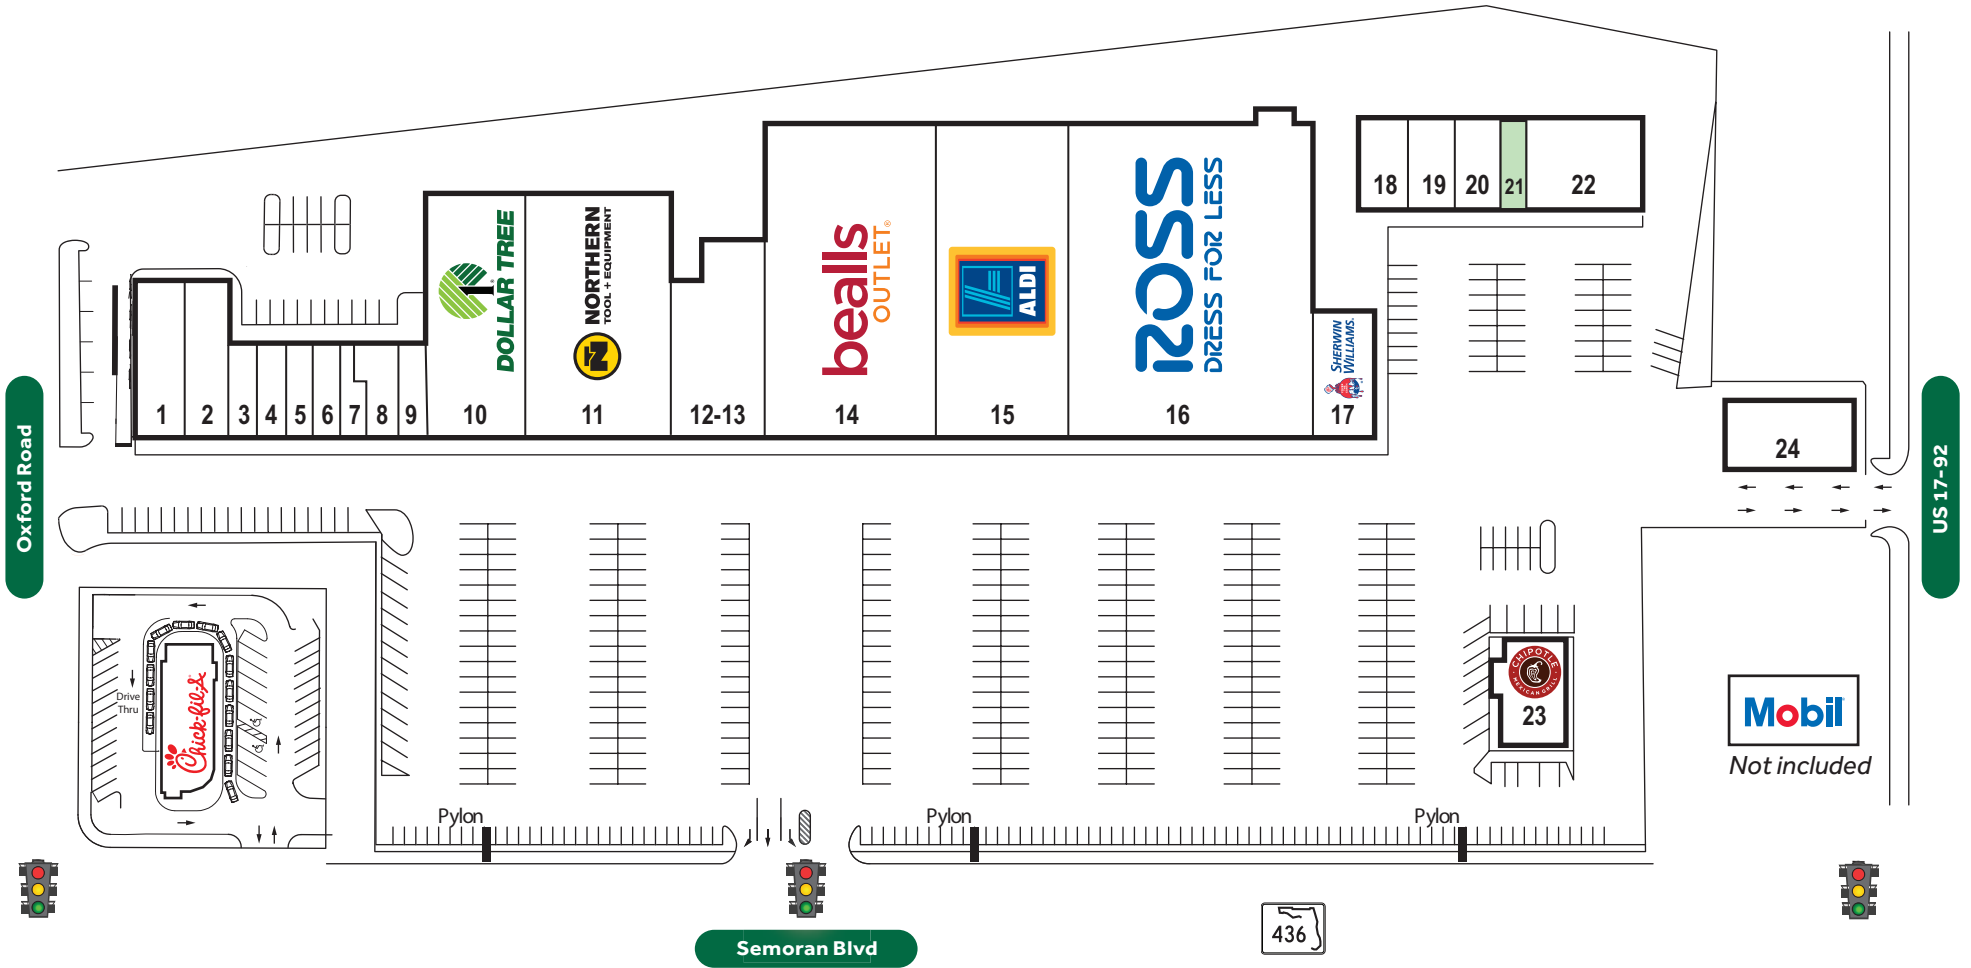 18
19
20
21
22
DOLLAR TREE
NORTHERN
TOOL + EQUIPMENT
N
bealls
OUTLET®
ALDI
ROSS
DRESS FOR LESS
SHERWIN
WILLIAMS.
1
2
3
4
5
6
7
8
9
10
11
12-13
14
15
16
17
24
Oxford Road
US 17-92
Drive
Thru
Chick-fil-A
CHIPOTLE
MEXICAN GRILL
23
Mobil
Not included
Pylon
Pylon
Pylon
436
Semoran Blvd